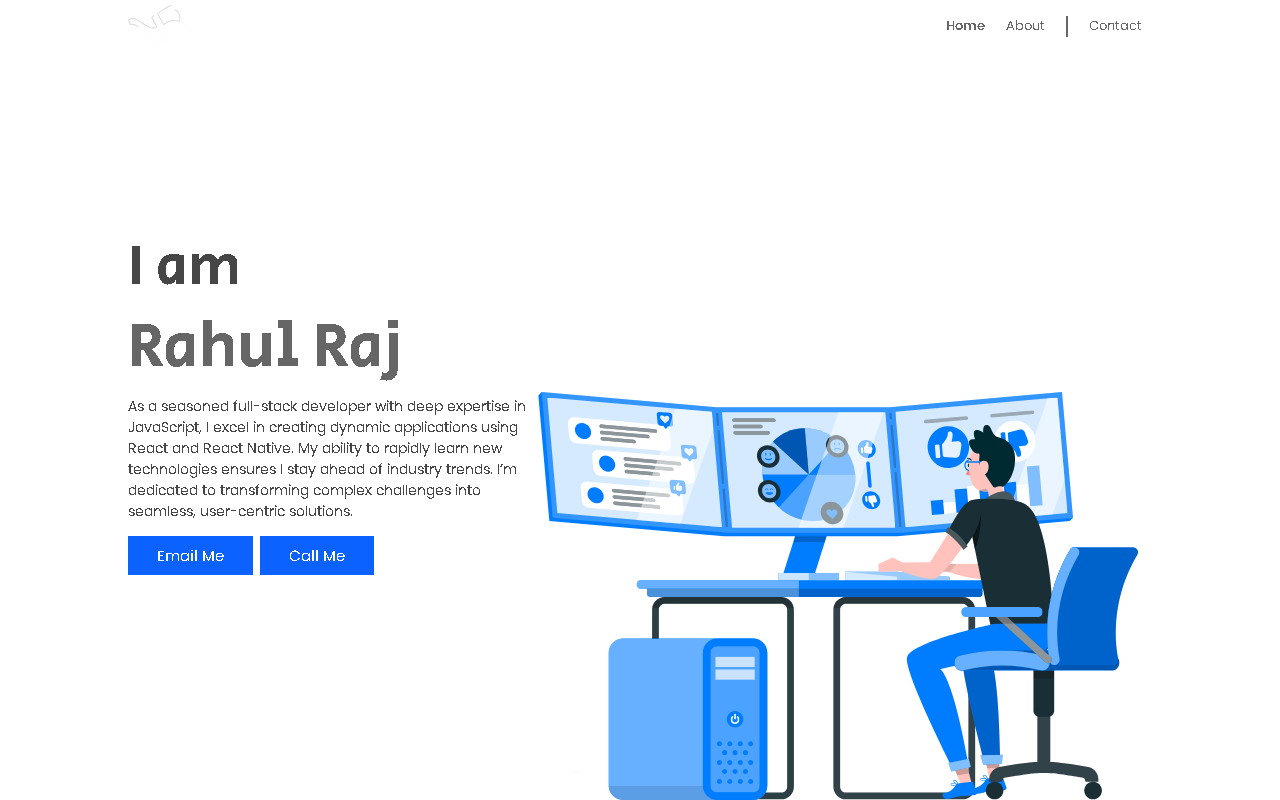 Home About Contact
I am
Rahul Raj
As a seasoned full-stack developer with deep expertise in
JavaScript, I excel in creating dynamic applications using
React and React Native. My ability to rapidly learn new
technologies ensures I stay ahead of industry trends. I'm
dedicated to transforming complex challenges into
seamless, user-centric solutions.
Email Me Call Me